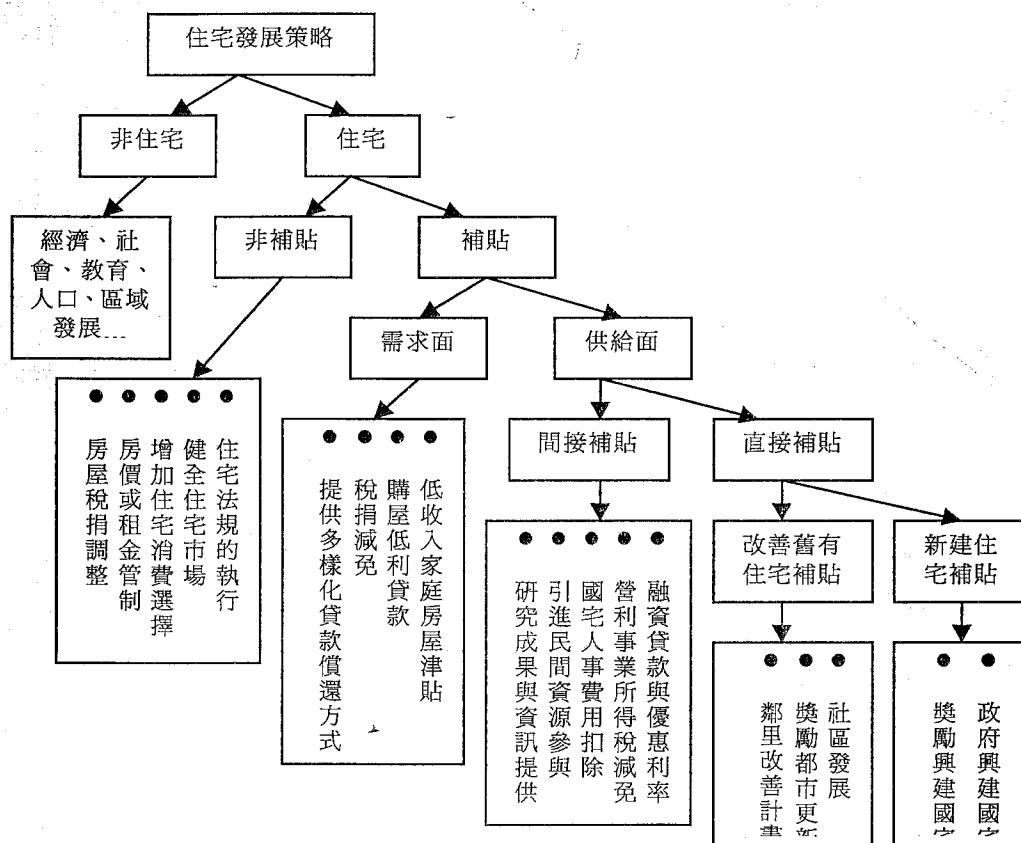 住宅發展策略
非住宅
住宅
經濟、社
會、教育、
人口、區域
發展...
非補貼
補貼
需求面
供給面
住宅法規的執行
健全住宅市場
增加住宅消費選擇
房價或租金管制
房屋稅捐調整
低收入家庭房屋津貼
購屋低利貸款
稅捐減免
提供多樣化貸款償還方式
間接補貼
直接補貼
融資貸款與優惠利率
營利事業所得稅減免
國宅人事費用扣除
引進民間資源參與
研究成果與資訊提供
改善舊有
住宅補貼
新建住
宅補貼
社區發展
獎勵都市更新
鄰里改善計畫
政府興建國宅
獎勵興建國宅